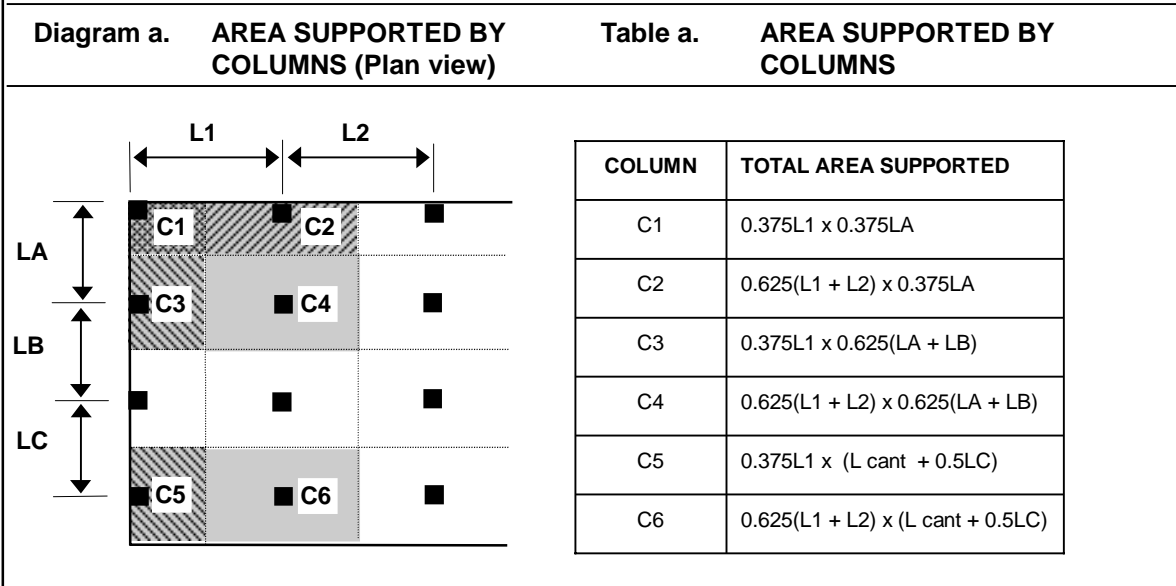 Diagram a. AREA SUPPORTED BY
COLUMNS (Plan view)
Table a. AREA SUPPORTED BY
COLUMNS
L1 L2
LA
LB
LC
C1 C2
C3 C4
C5 C6
COLUMN TOTAL AREA SUPPORTED
C1 0.375L1 x 0.375LA
C2 0.625(L1 + L2) x 0.375LA
C3 0.375L1 x 0.625(LA + LB)
C4 0.625(L1 + L2) x 0.625(LA + LB)
C5 0.375L1 x (L cant + 0.5LC)
C6 0.625(L1 + L2) x (L cant + 0.5LC)